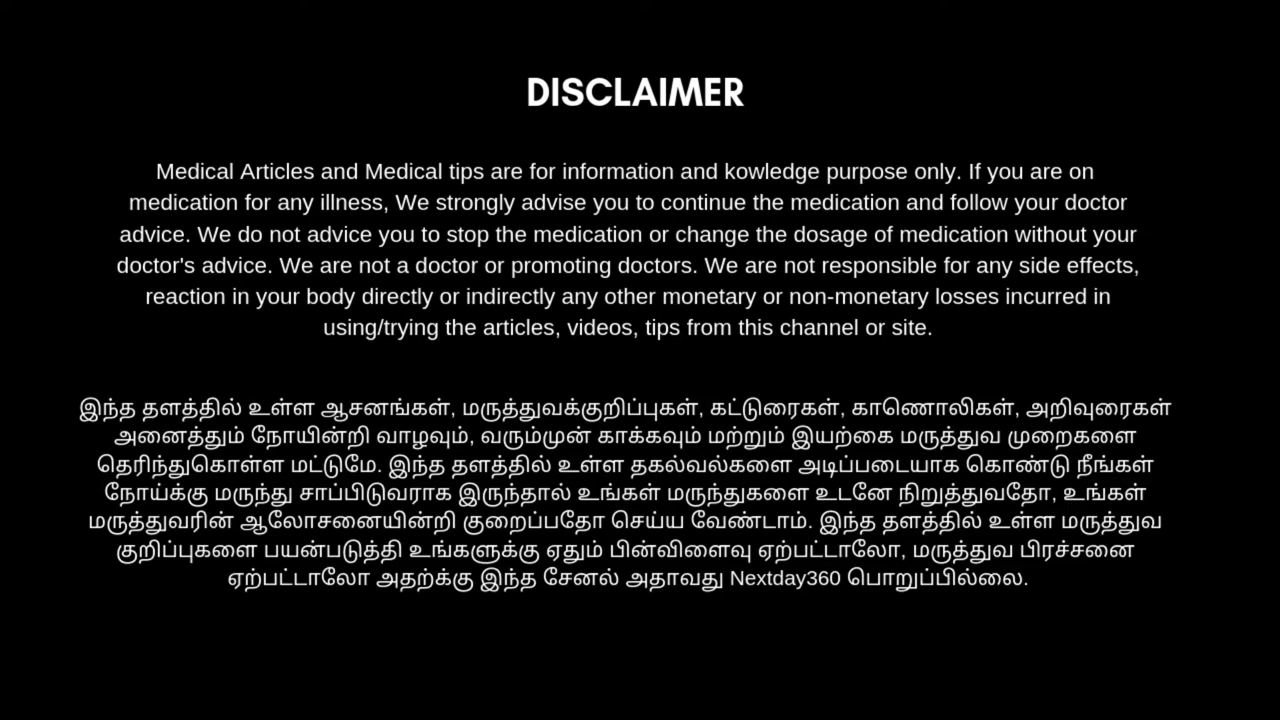 DISCLAIMER
Medical Articles and Medical tips are for information and kowledge purpose only. If you are on
medication for any illness, We strongly advise you to continue the medication and follow your doctor
advice. We do not advice you to stop the medication or change the dosage of medication without your
doctor's advice. We are not a doctor or promoting doctors. We are not responsible for any side effects,
reaction in your body directly or indirectly any other monetary or non-monetary losses incurred in
using/trying the articles, videos, tips from this channel or site.
இந்த தளத்தில் உள்ள ஆசனங்கள், மருத்துவக்குறிப்புகள், கட்டுரைகள், காணொலிகள், அறிவுரைகள்
அனைத்தும் நோயின்றி வாழவும், வரும்முன் காக்கவும் மற்றும் இயற்கை மருத்துவ முறைகளை
தெரிந்துகொள்ள மட்டுமே. இந்த தளத்தில் உள்ள தகல்வல்களை அடிப்படையாக கொண்டு நீங்கள்
நோய்க்கு மருந்து சாப்பிடுவராக இருந்தால் உங்கள் மருந்துகளை உடனே நிறுத்துவதோ, உங்கள்
மருத்துவரின் ஆலோசனையின்றி குறைப்பதோ செய்ய வேண்டாம். இந்த தளத்தில் உள்ள மருத்துவ
குறிப்புகளை பயன்படுத்தி உங்களுக்கு ஏதும் பின்விளைவு ஏற்பட்டாலோ, மருத்துவ பிரச்சனை
ஏற்பட்டாலோ அதற்க்கு இந்த சேனல் அதாவது Nextday360 பொறுப்பில்லை.